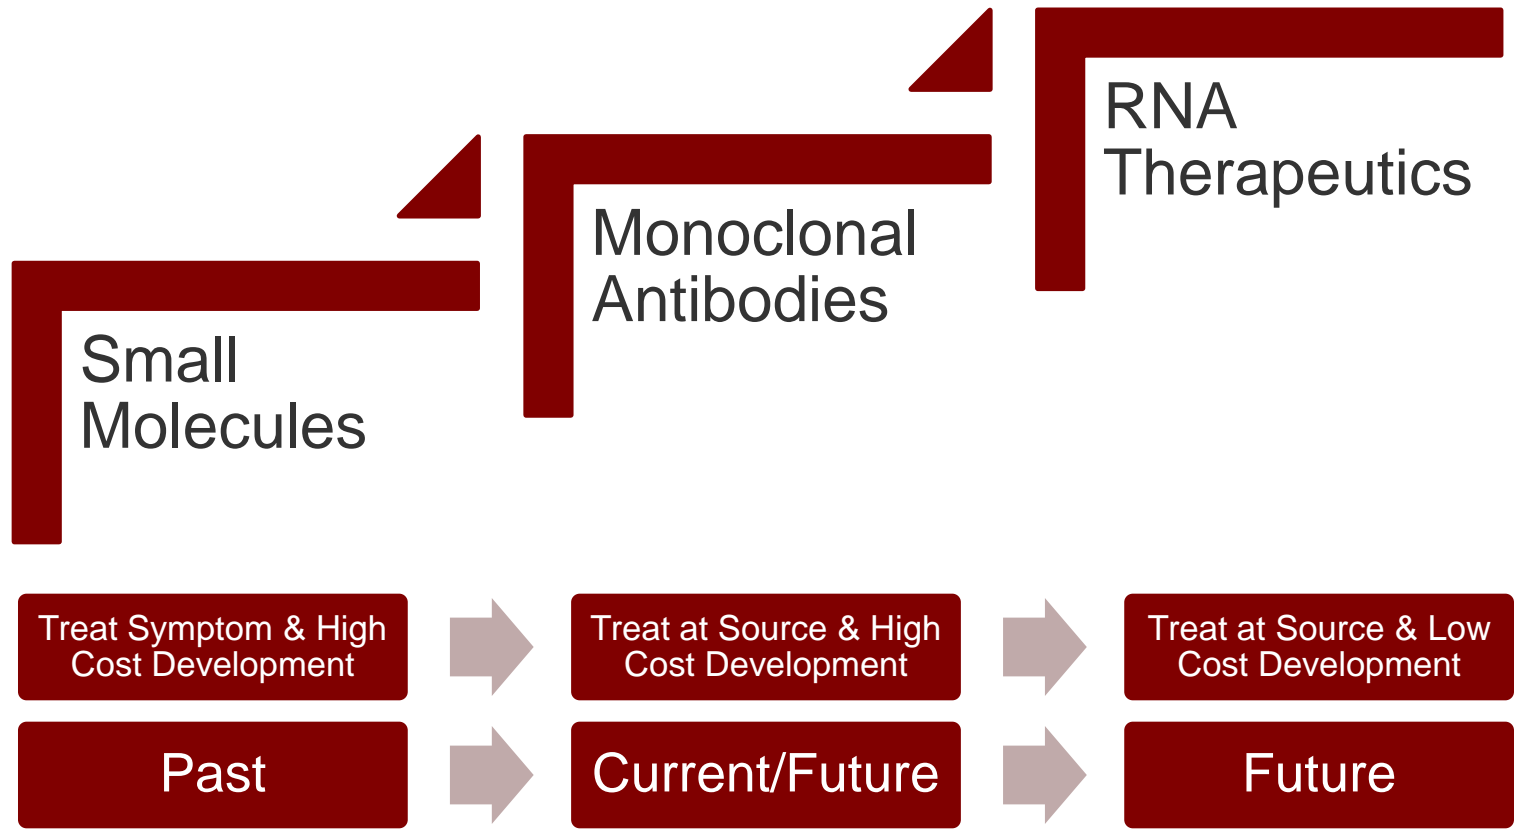 Small
Molecules
Monoclonal
Antibodies
RNA
Therapeutics
Treat Symptom & High
Cost Development
Treat at Source & High
Cost Development
Treat at Source & Low
Cost Development
Past
Current/Future
Future